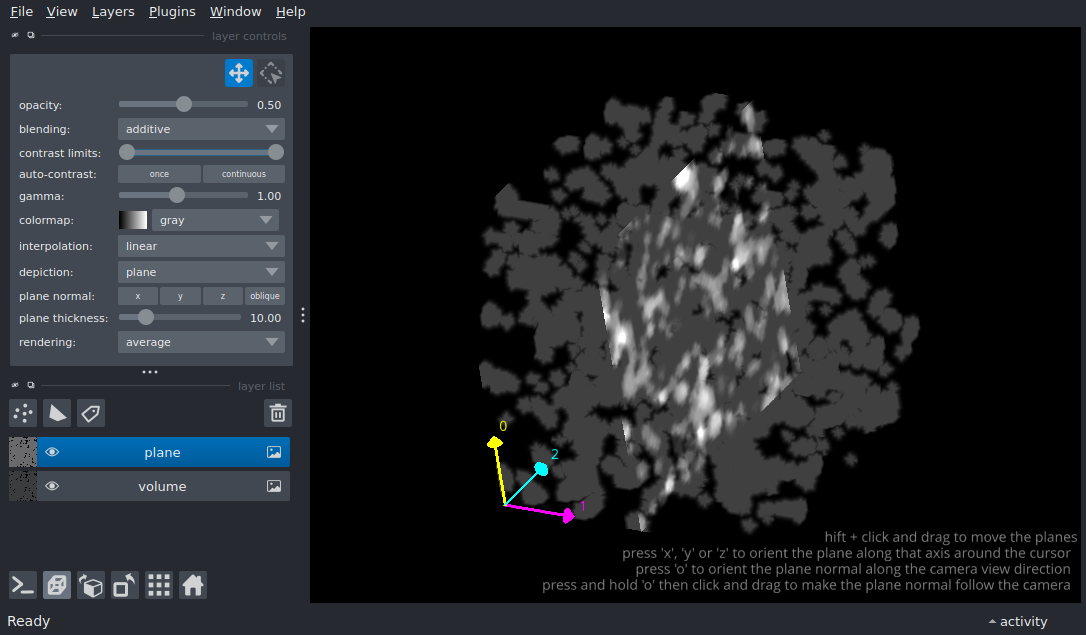 File View Layers Plugins Window Help
layer controls
opacity: 0.50
blending: additive
contrast limits:
auto-contrast: once continuous
gamma: 1.00
colormap: gray
interpolation: linear
depiction: plane
plane normal: x y z oblique
plane thickness: 10.00
rendering: average
layer list
plane
volume
0
2
1
hift + click and drag to move the planes
press 'x', 'y' or 'z' to orient the plane along that axis around the cursor
press 'o' to orient the plane normal along the camera view direction
press and hold 'o' then click and drag to make the plane normal follow the camera
Ready
activity